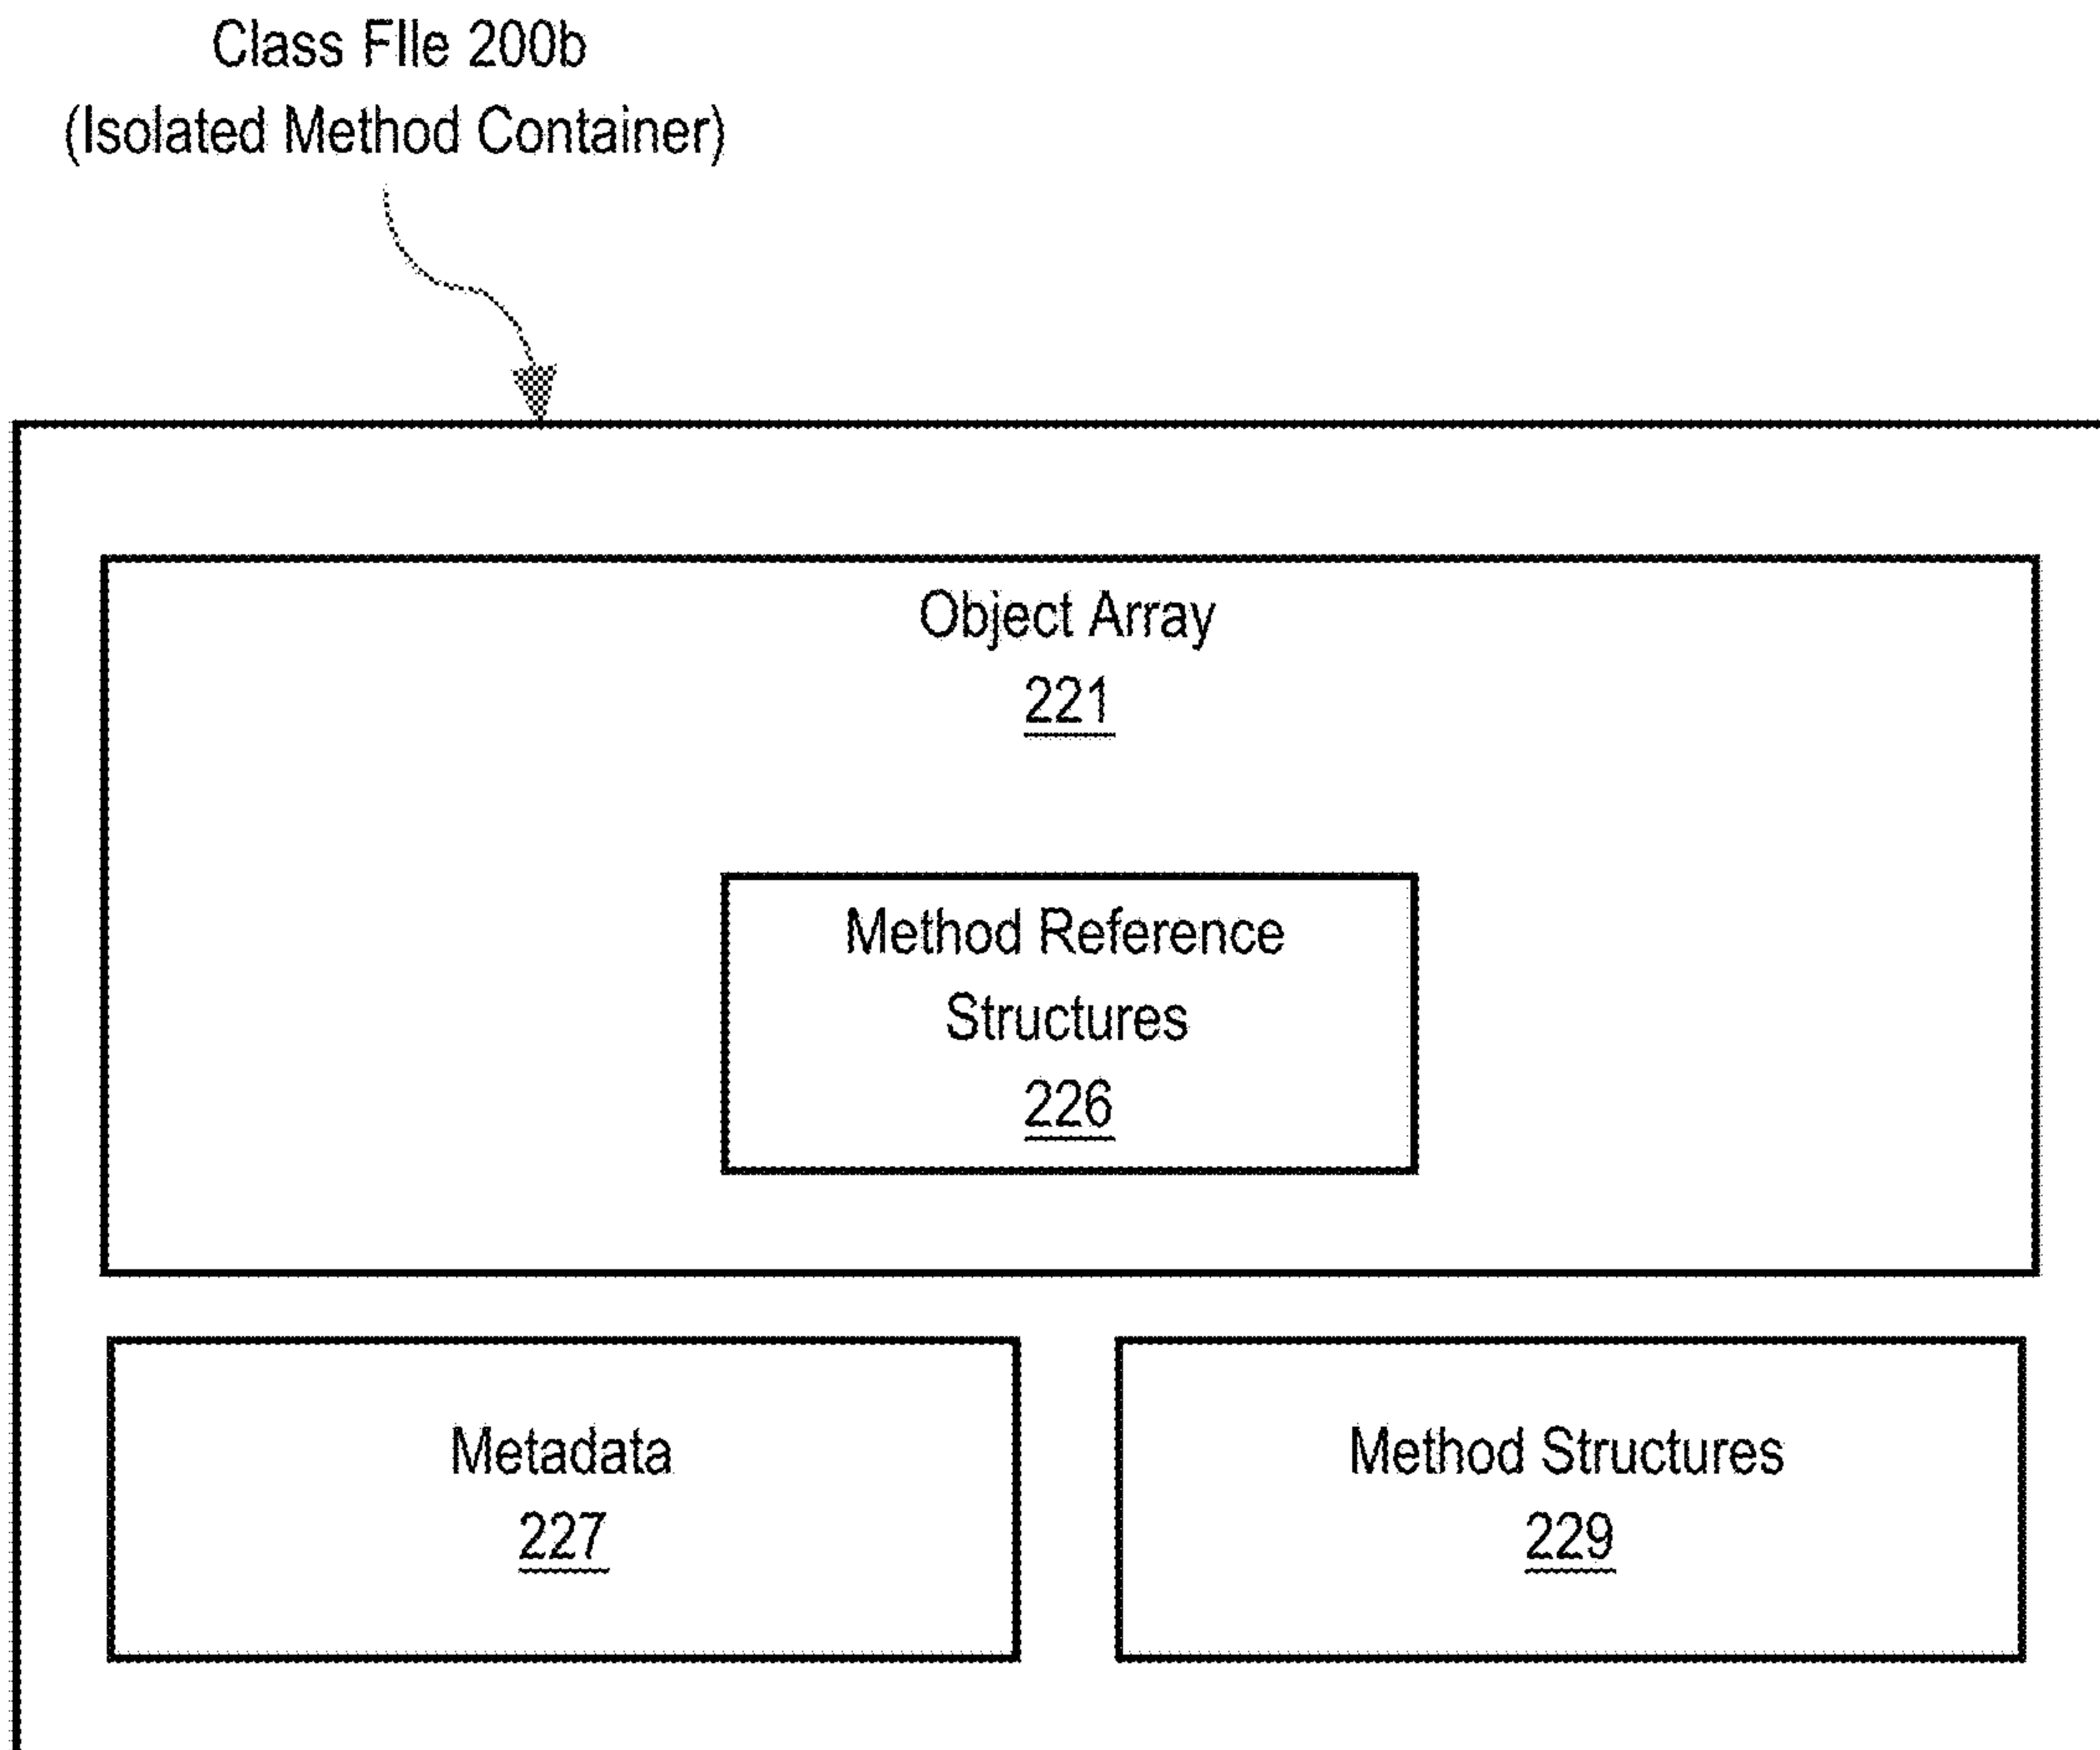 Class FIle 200b
(Isolated Method Container)
Object Array
221
Method Reference
Structures
226
Metadata
227
Method Structures
229